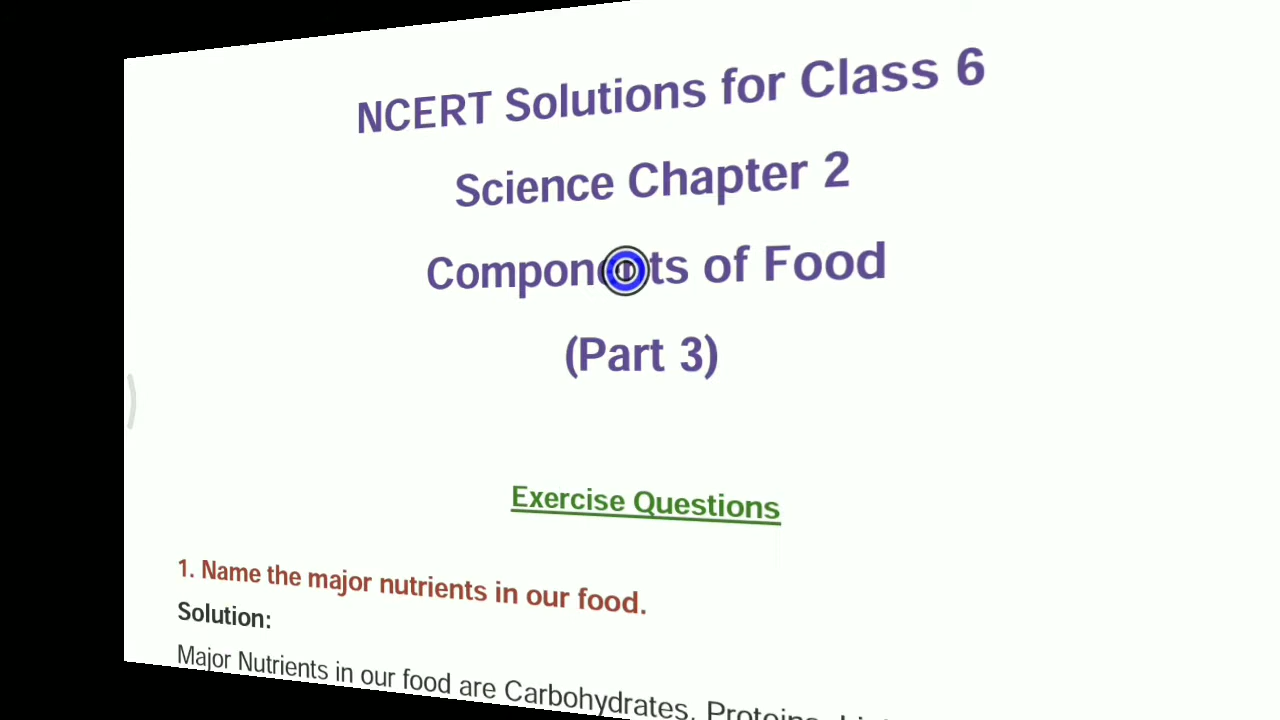 NCERT Solutions for Class 6
Science Chapter 2
Components of Food
(Part 3)
Exercise Questions
1. Name the major nutrients in our food.
Solution:
Major Nutrients in our food are Carbohydrates, Proteins,